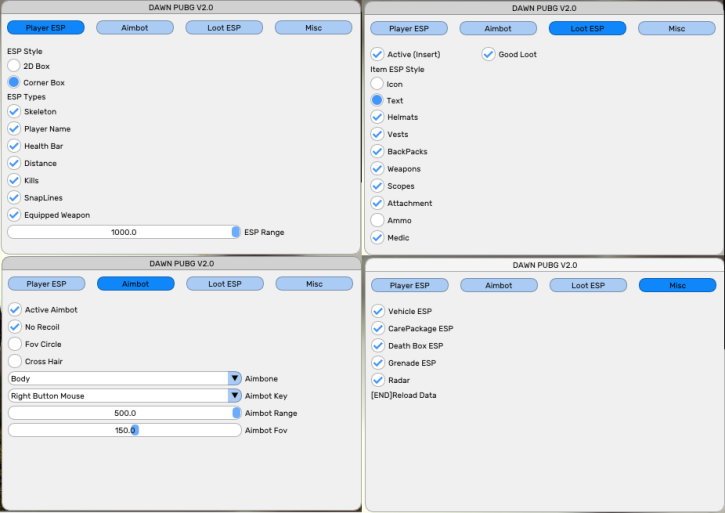 DAWN PUBG V2.0
Player ESP Aimbot Loot ESP Misc
ESP Style
2D Box
Corner Box
ESP Types
Skeleton
Player Name
Health Bar
Distance
Kills
SnapLines
Equipped Weapon
1000.0 ESP Range
DAWN PUBG V2.0
Player ESP Aimbot Loot ESP Misc
Active (Insert) Good Loot
Item ESP Style
Icon
Text
Helmats
Vests
BackPacks
Weapons
Scopes
Attachment
Ammo
Medic
DAWN PUBG V2.0
Player ESP Aimbot Loot ESP Misc
Active Aimbot
No Recoil
Fov Circle
Cross Hair
Body Aimbone
Right Button Mouse Aimbot Key
500.0 Aimbot Range
150.0 Aimbot Fov
DAWN PUBG V2.0
Player ESP Aimbot Loot ESP Misc
Vehicle ESP
CarePackage ESP
Death Box ESP
Grenade ESP
Radar
[END]Reload Data